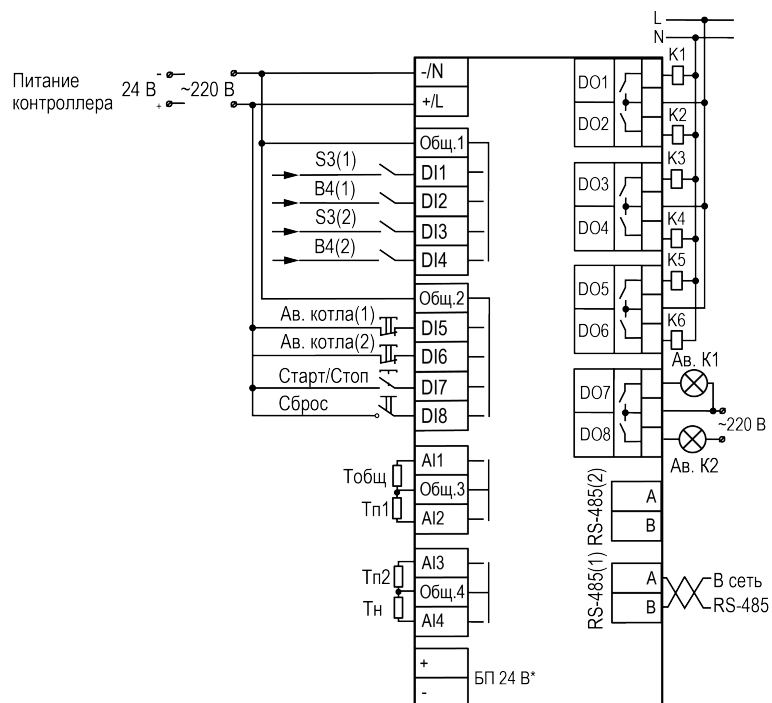 L
N
Питание
контроллера
-
24 В
+
~220 В
-/N
+/L
Общ.1
S3(1)
DI1
B4(1)
DI2
S3(2)
DI3
B4(2)
DI4
Общ.2
Ав. котла(1)
DI5
Ав. котла(2)
DI6
Старт/Стоп
DI7
Сброс
DI8
AI1
Тобщ
Общ.3
Тп1
AI2
AI3
Тп2
Общ.4
Тн
AI4
+
-
БП 24 В*
DO1
K1
DO2
K2
DO3
K3
DO4
K4
DO5
K5
DO6
K6
DO7
Ав. К1
~220 В
DO8
Ав. К2
RS-485(2)
A
B
RS-485(1)
A
B
В сеть
RS-485